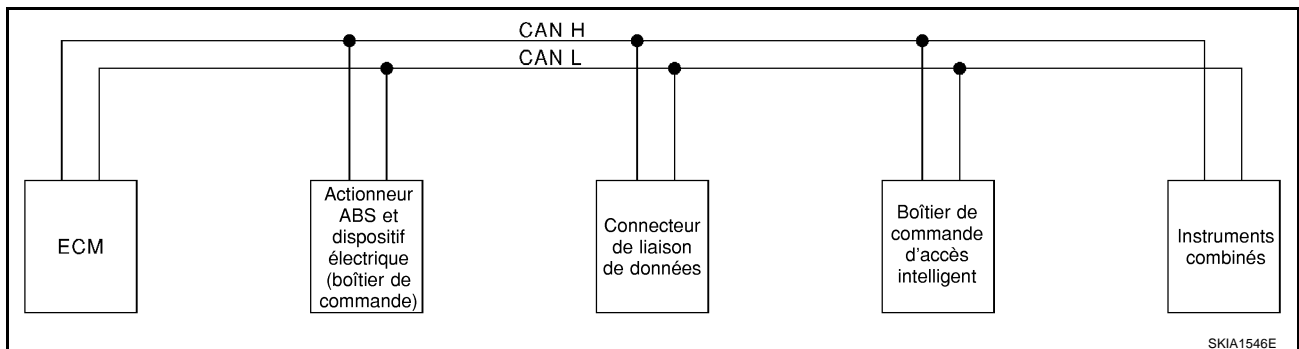 CAN H
CAN L
ECM
Actionneur
ABS et
dispositif
électrique
(boîtier de
commande)
Connecteur
de liaison
de données
Boîtier de
commande
d'accès
intelligent
Instruments
combinés
SKIA1546E